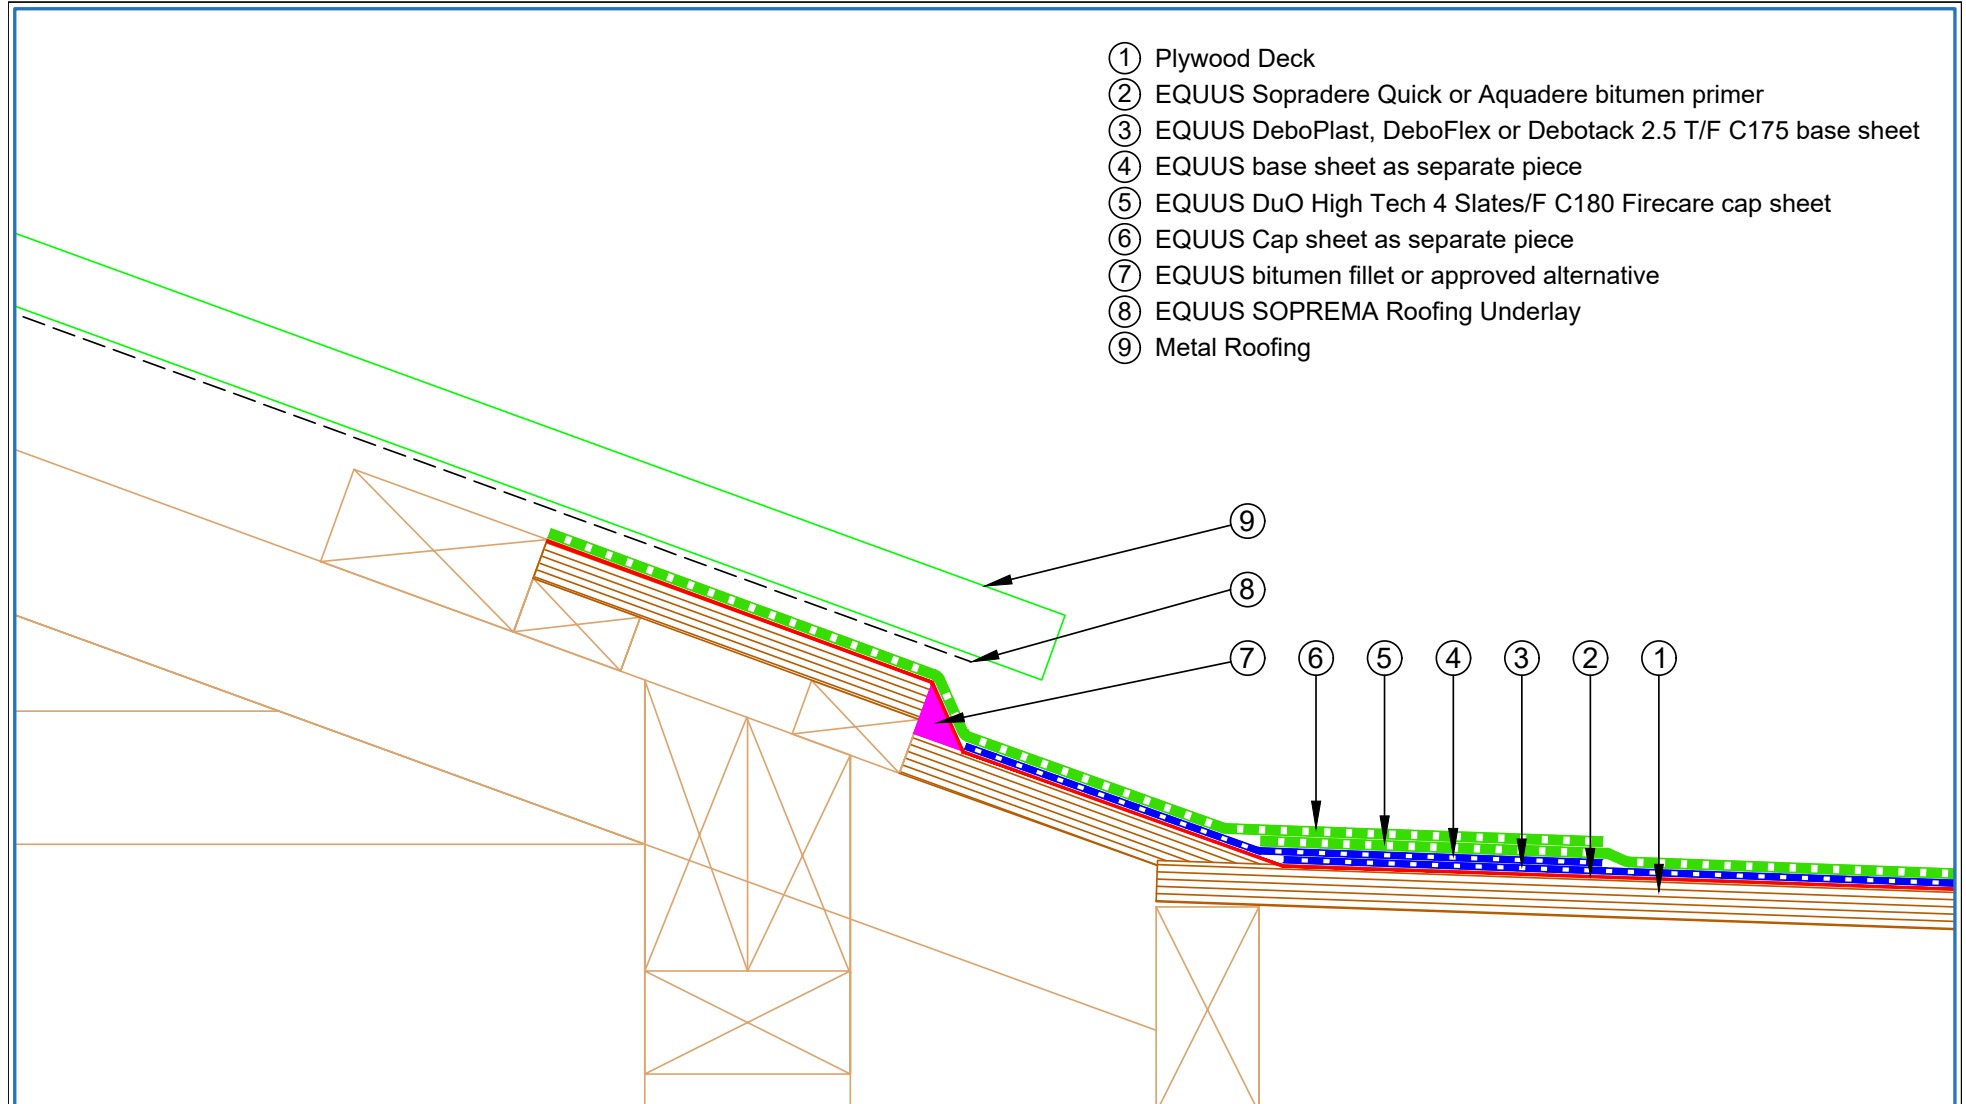 1 Plywood Deck
2 EQUUS Sopradere Quick or Aquadere bitumen primer
3 EQUUS DeboPlast, DeboFlex or Debotack 2.5 T/F C175 base sheet
4 EQUUS base sheet as separate piece
5 EQUUS DuO High Tech 4 Slates/F C180 Firecare cap sheet
6 EQUUS Cap sheet as separate piece
7 EQUUS bitumen fillet or approved alternative
8 EQUUS SOPREMA Roofing Underlay
9 Metal Roofing
9
8
7 6 5 4 3 2 1